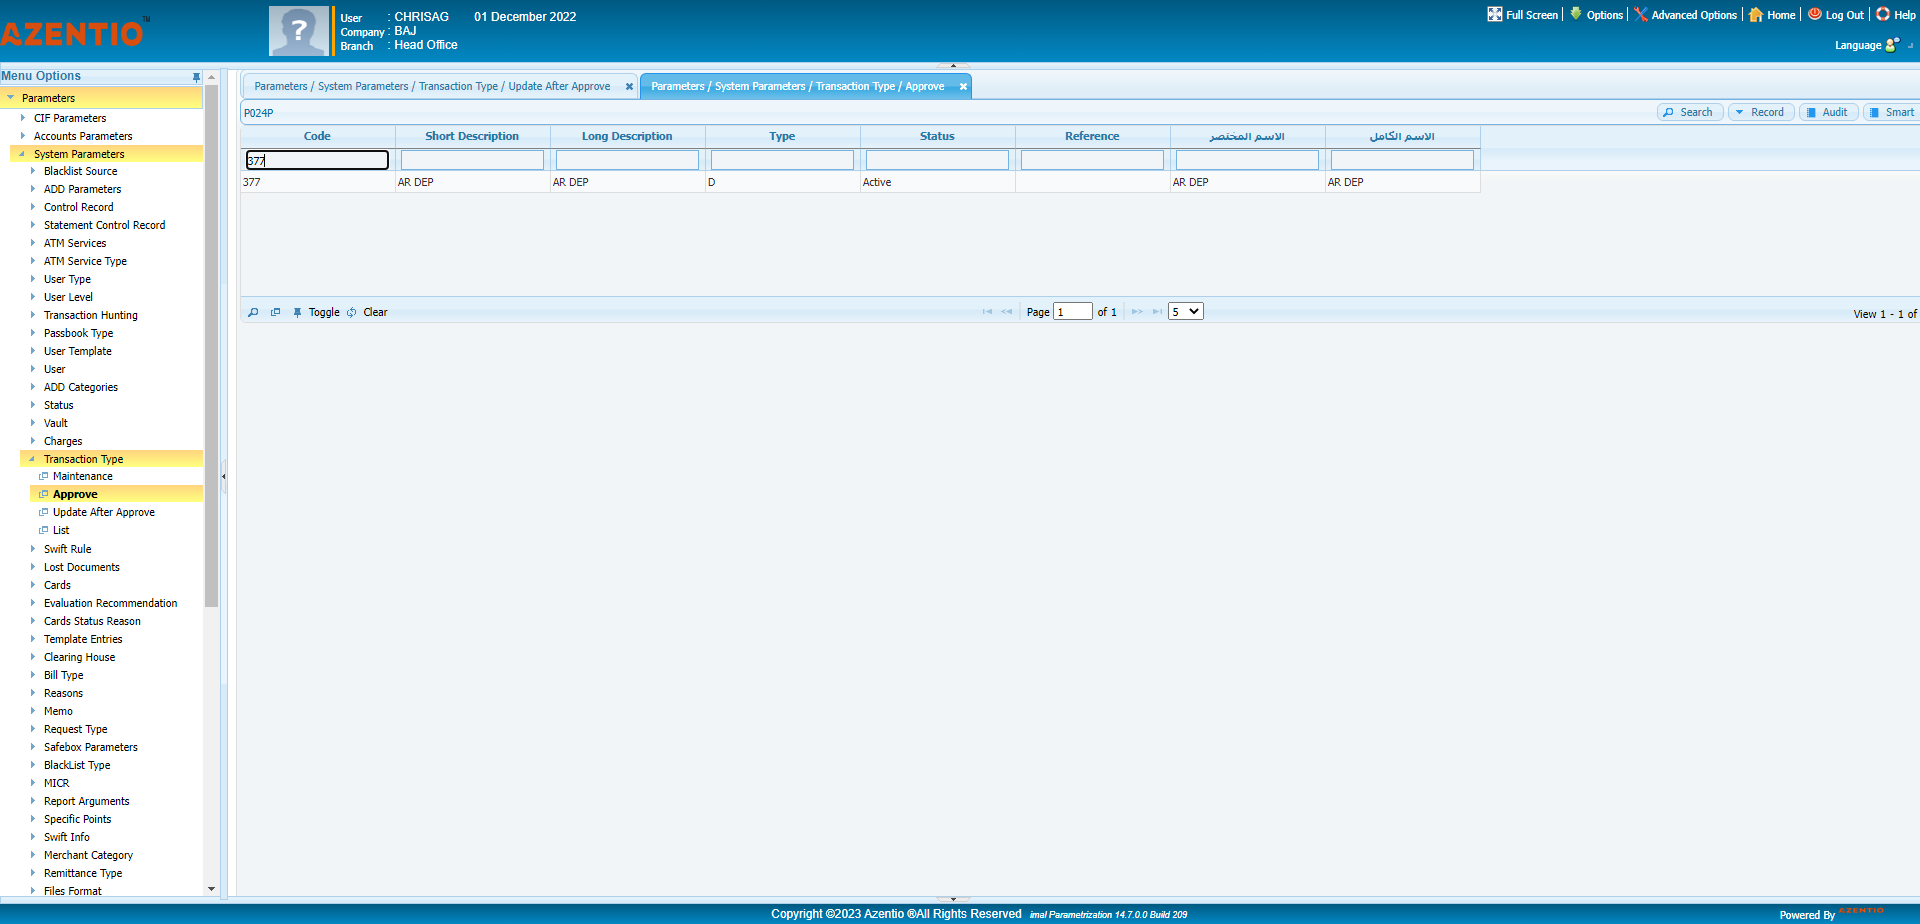 AZENTIO™
User : CHRISAG 01 December 2022
Company : BAJ
Branch : Head Office
Full Screen Options Advanced Options Home Log Out Help
Language
Menu Options
Parameters
CIF Parameters
Accounts Parameters
System Parameters
Blacklist Source
ADD Parameters
Control Record
Statement Control Record
ATM Services
ATM Service Type
User Type
User Level
Transaction Hunting
Passbook Type
User Template
User
ADD Categories
Status
Vault
Charges
Transaction Type
Maintenance
Approve
Update After Approve
List
Swift Rule
Lost Documents
Cards
Evaluation Recommendation
Cards Status Reason
Template Entries
Clearing House
Bill Type
Reasons
Memo
Request Type
Safebox Parameters
BlackList Type
MICR
Report Arguments
Specific Points
Swift Info
Merchant Category
Remittance Type
Files Format
Parameters / System Parameters / Transaction Type / Update After Approve
Parameters / System Parameters / Transaction Type / Approve
P024P
Search Record Audit Smart
Code Short Description Long Description Type Status Reference الاسم المختصر الاسم الكامل
377
377 AR DEP AR DEP D Active AR DEP AR DEP
Toggle Clear
Page 1 of 1 5
View 1 - 1 of
Copyright ©2023 Azentio ®All Rights Reserved imal Parametrization 14.7.0.0 Build 209
Powered By AZENTIO